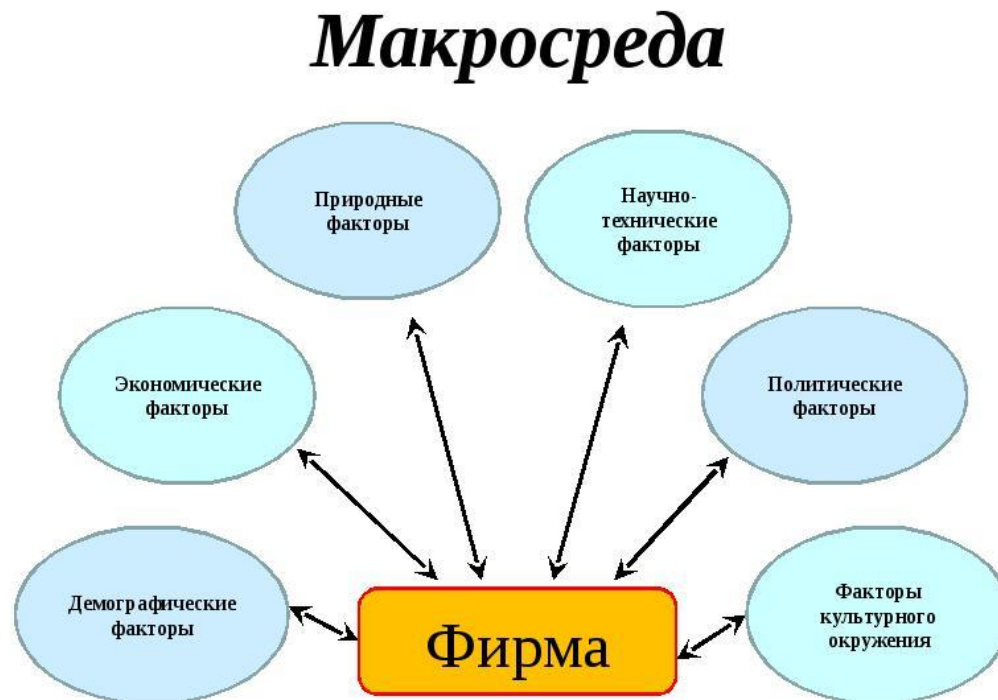 Макросреда
Природные
факторы
Научно-
технические
факторы
Экономические
факторы
Политические
факторы
Демографические
факторы
Фирма
Факторы
культурного
окружения